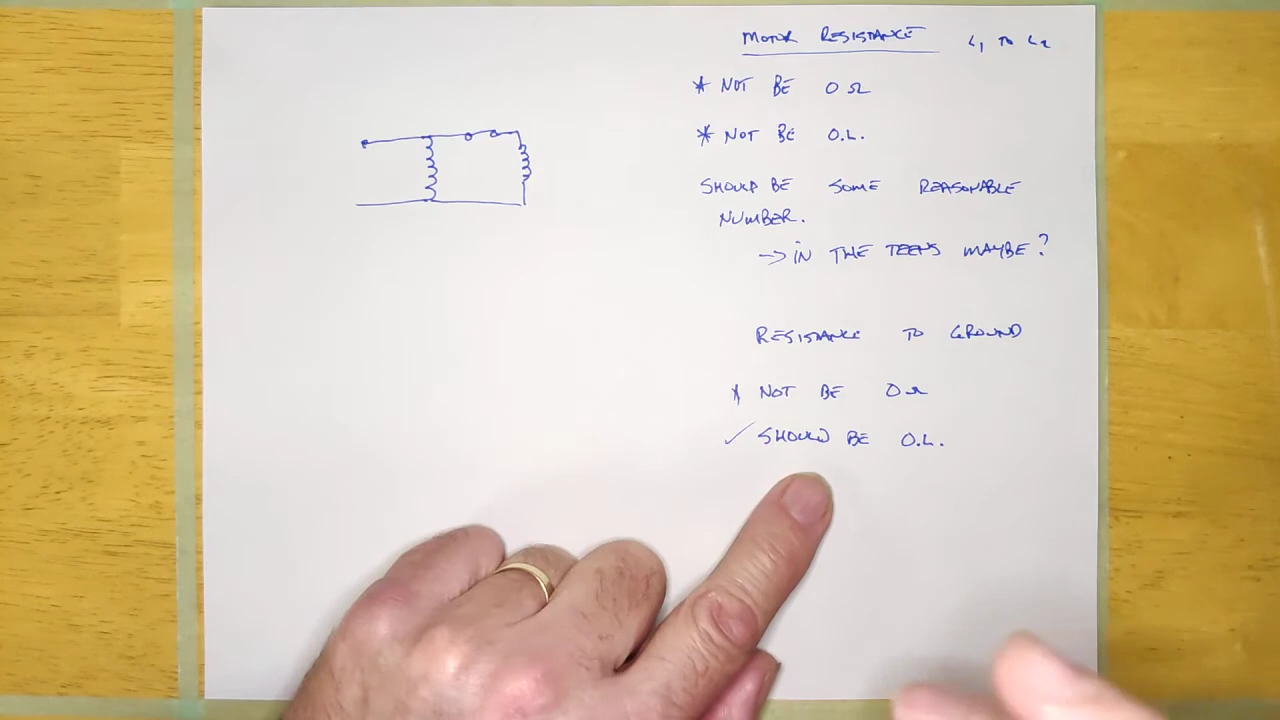 MOTOR RESISTANCE L1 TO L2
* NOT BE 0 Ω
* NOT BE O.L.
SHOULD BE SOME REASONABLE
NUMBER.
→ IN THE TEENS MAYBE?
RESISTANCE TO GROUND
* NOT BE 0 Ω
✓ SHOULD BE O.L.